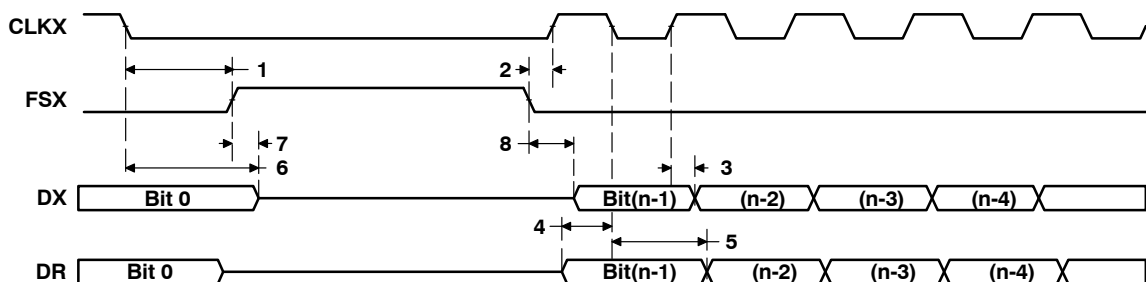 CLKX
1
2
FSX
7
8
6
3
DX
Bit 0
Bit(n-1)
(n-2)
(n-3)
(n-4)
4
5
DR
Bit 0
Bit(n-1)
(n-2)
(n-3)
(n-4)